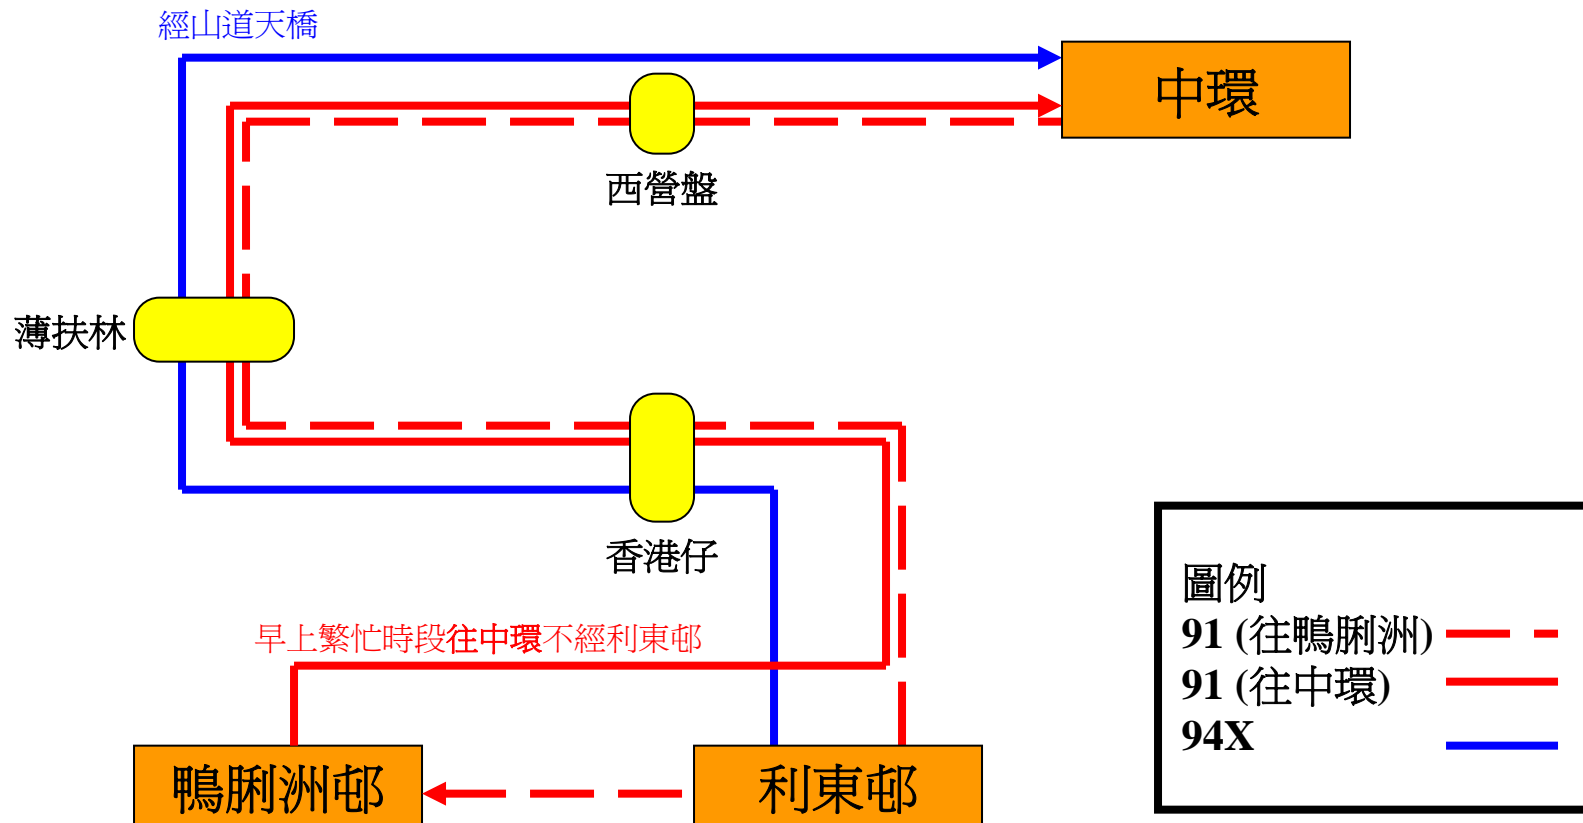 經山道天橋
中環
西營盤
薄扶林
香港仔
早上繁忙時段往中環不經利東邨
鴨脷洲邨
利東邨
圖例
91 (往鴨脷洲)
91 (往中環)
94X